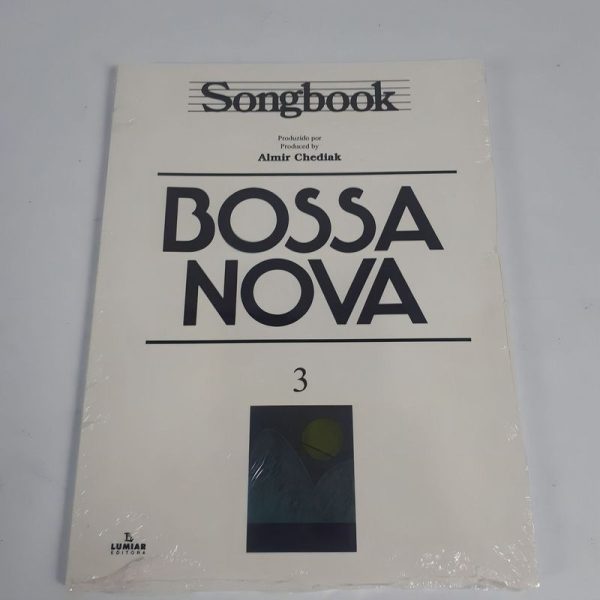 Songbook
Produzido por
Produced by
Almir Chediak
BOSSA
NOVA
3
LUMIAR
EDITORA